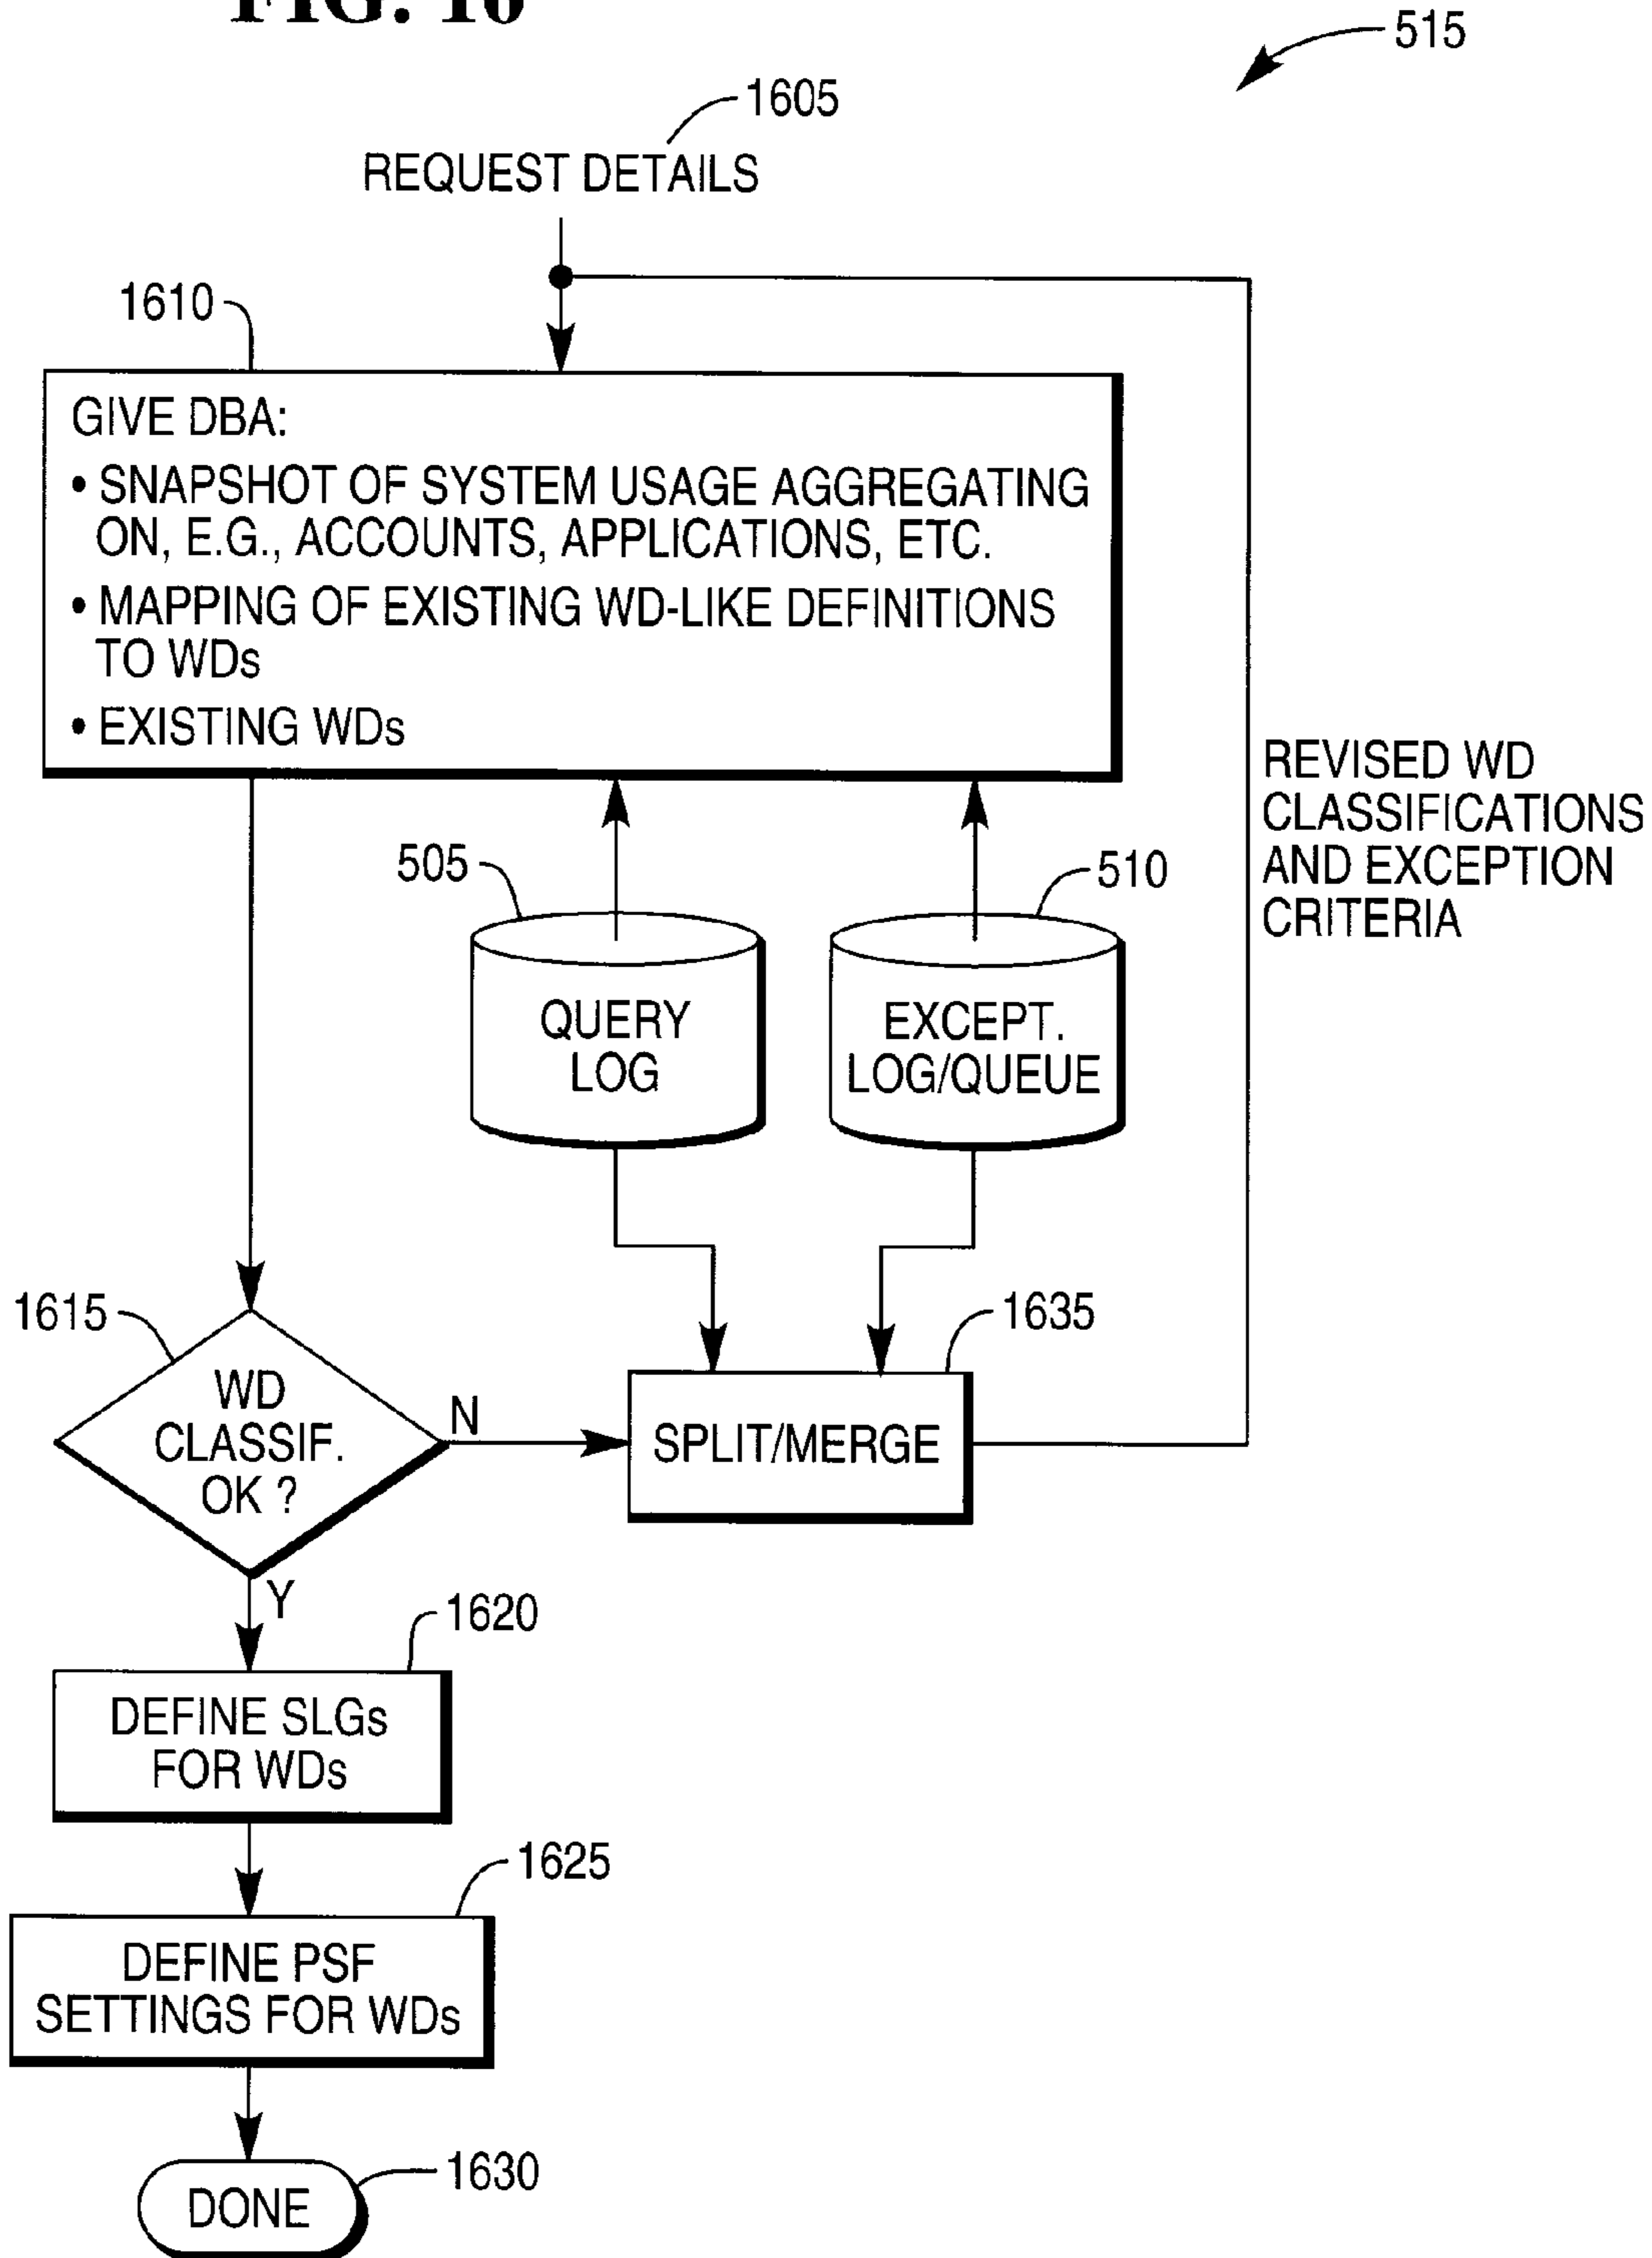 515
1605
REQUEST DETAILS
1610
GIVE DBA:
• SNAPSHOT OF SYSTEM USAGE AGGREGATING
ON, E.G., ACCOUNTS, APPLICATIONS, ETC.
• MAPPING OF EXISTING WD-LIKE DEFINITIONS
TO WDs
• EXISTING WDs
REVISED WD
CLASSIFICATIONS
AND EXCEPTION
CRITERIA
505
510
QUERY
LOG
EXCEPT.
LOG/QUEUE
1615
1635
WD
CLASSIF.
OK ?
N
SPLIT/MERGE
Y
1620
DEFINE SLGs
FOR WDs
1625
DEFINE PSF
SETTINGS FOR WDs
1630
DONE